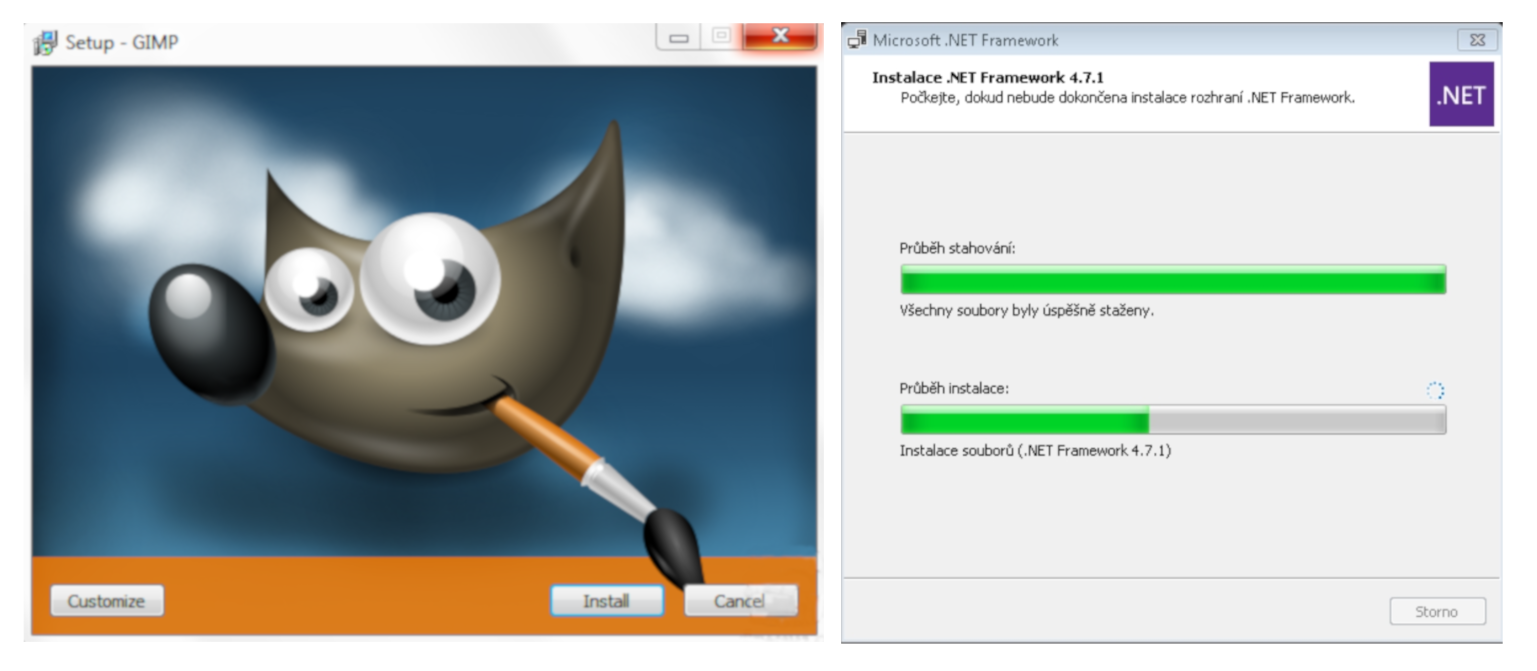 Setup - GIMP
Customize
Install
Cancel
Microsoft .NET Framework
Instalace .NET Framework 4.7.1
Počkejte, dokud nebude dokončena instalace rozhraní .NET Framework.
.NET
Průběh stahování:
Všechny soubory byly úspěšně staženy.
Průběh instalace:
Instalace souborů (.NET Framework 4.7.1)
Storno